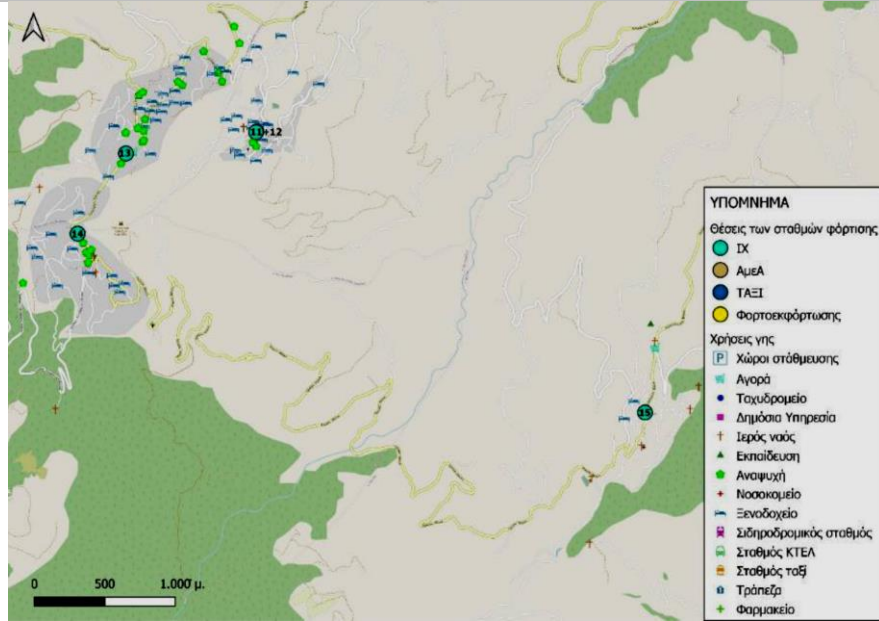 11+12
13
14
15
ΥΠΟΜΝΗΜΑ
Θέσεις των σταθμών φόρτισης
ΙΧ
ΑμεΑ
ΤΑΞΙ
Φορτοεκφόρτωσης
Χρήσεις γης
P Χώροι στάθμευσης
Αγορά
Ταχυδρομείο
Δημόσια Υπηρεσία
Ιερός ναός
Εκπαίδευση
Αναψυχή
Νοσοκομείο
Ξενοδοχείο
Σιδηροδρομικός σταθμός
Σταθμός ΚΤΕΛ
Σταθμός ταξί
Τράπεζα
Φαρμακείο
0 500 1.000 μ.